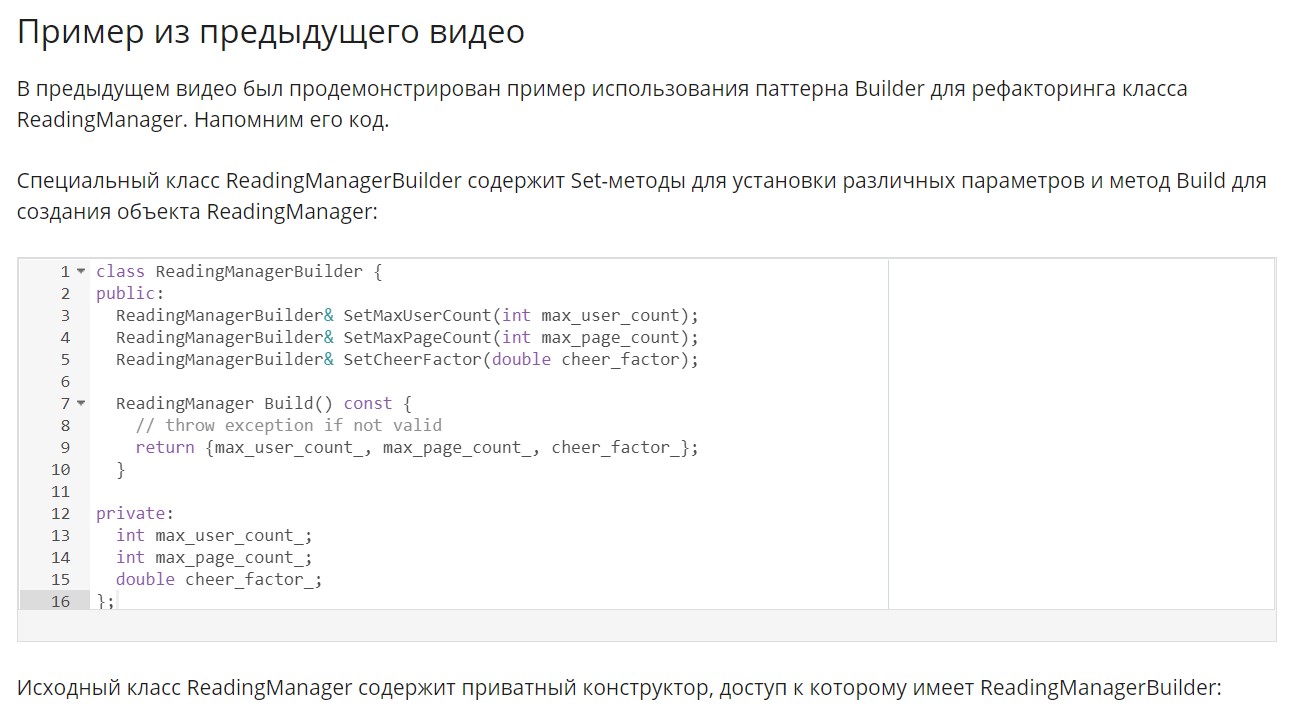 Пример из предыдущего видео
В предыдущем видео был продемонстрирован пример использования паттерна Builder для рефакторинга класса
ReadingManager. Напомним его код.
Специальный класс ReadingManagerBuilder содержит Set-методы для установки различных параметров и метод Build для
создания объекта ReadingManager:
1 class ReadingManagerBuilder {
2 public:
3   ReadingManagerBuilder& SetMaxUserCount(int max_user_count);
4   ReadingManagerBuilder& SetMaxPageCount(int max_page_count);
5   ReadingManagerBuilder& SetCheerFactor(double cheer_factor);
6
7   ReadingManager Build() const {
8     // throw exception if not valid
9     return {max_user_count_, max_page_count_, cheer_factor_};
10   }
11
12 private:
13   int max_user_count_;
14   int max_page_count_;
15   double cheer_factor_;
16 };
Исходный класс ReadingManager содержит приватный конструктор, доступ к которому имеет ReadingManagerBuilder: